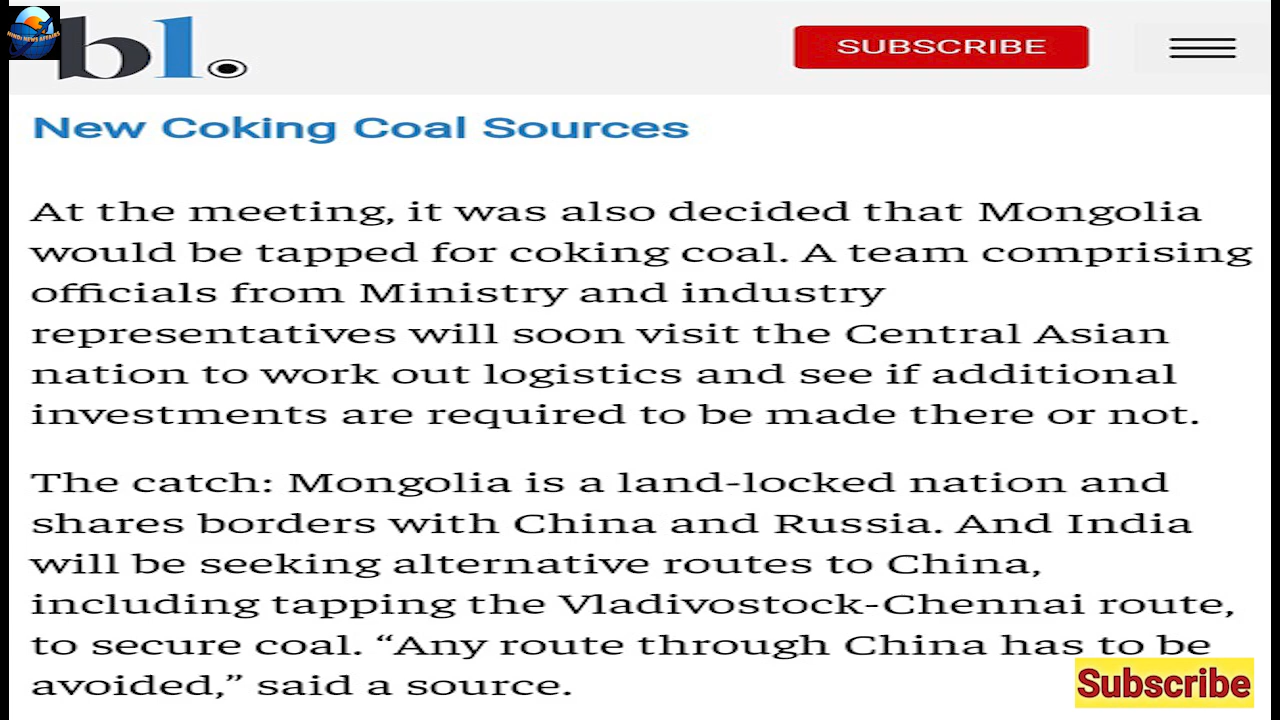 HINDI NEWS AFFAIRS
bl.
SUBSCRIBE
New Coking Coal Sources
At the meeting, it was also decided that Mongolia
would be tapped for coking coal. A team comprising
officials from Ministry and industry
representatives will soon visit the Central Asian
nation to work out logistics and see if additional
investments are required to be made there or not.
The catch: Mongolia is a land-locked nation and
shares borders with China and Russia. And India
will be seeking alternative routes to China,
including tapping the Vladivostock-Chennai route,
to secure coal. “Any route through China has to be
avoided,” said a source.
Subscribe